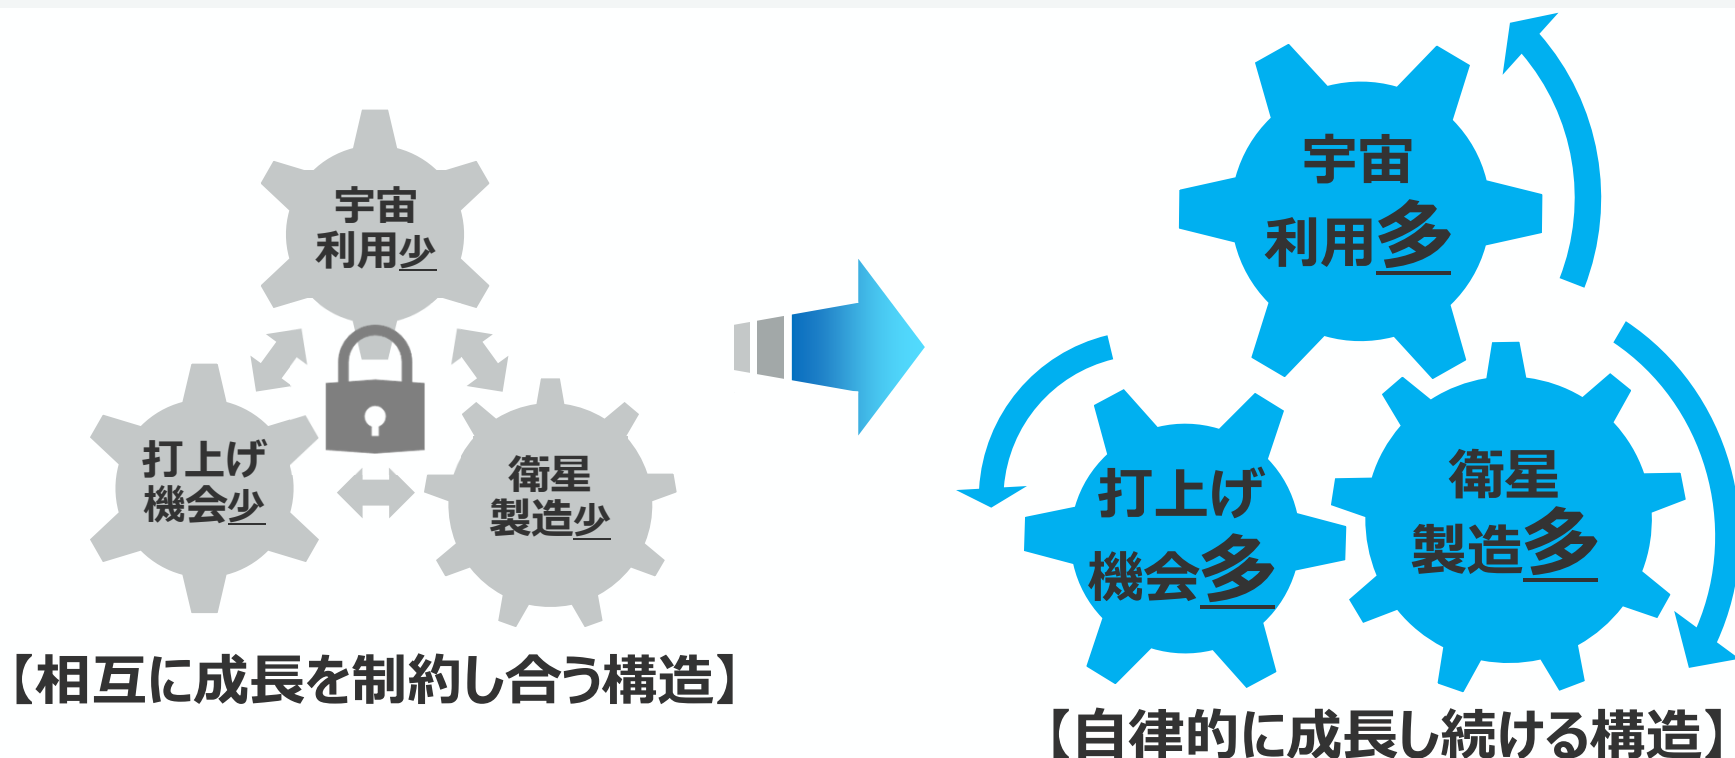 宇宙
利用少
打上げ
機会少
衛星
製造少
【相互に成長を制約し合う構造】
宇宙
利用多
打上げ
機会多
衛星
製造多
【自律的に成長し続ける構造】